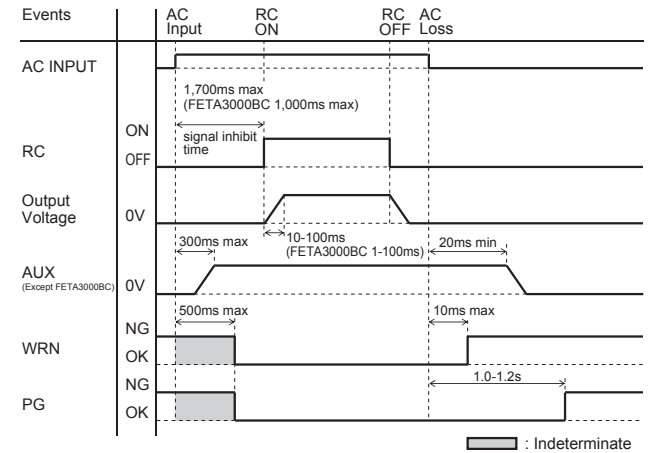 Events
AC Input
RC ON
RC OFF
AC Loss
AC INPUT
1,700ms max
(FETA3000BC 1,000ms max)
signal inhibit time
RC
ON
OFF
Output Voltage
0V
10-100ms
(FETA3000BC 1-100ms)
300ms max
20ms min
AUX
(Except FETA3000BC)
0V
500ms max
10ms max
WRN
NG
OK
1.0-1.2s
PG
NG
OK
: Indeterminate